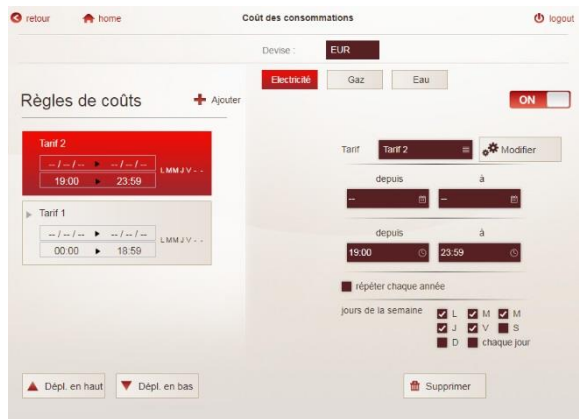 retour home Coût des consommations logout
Devise : EUR
Electricité Gaz Eau
Règles de coûts Ajouter
ON
Tarif 2
-- / -- / -- -- / -- / --
19:00 23:59
L M M J V - -
Tarif 1
-- / -- / -- -- / -- / --
00:00 18:59
L M M J V - -
Tarif Tarif 2 Modifier
depuis à
-- --
depuis à
19:00 23:59
répéter chaque année
jours de la semaine L M M
J V S
D chaque jour
Dépl. en haut Dépl. en bas Supprimer